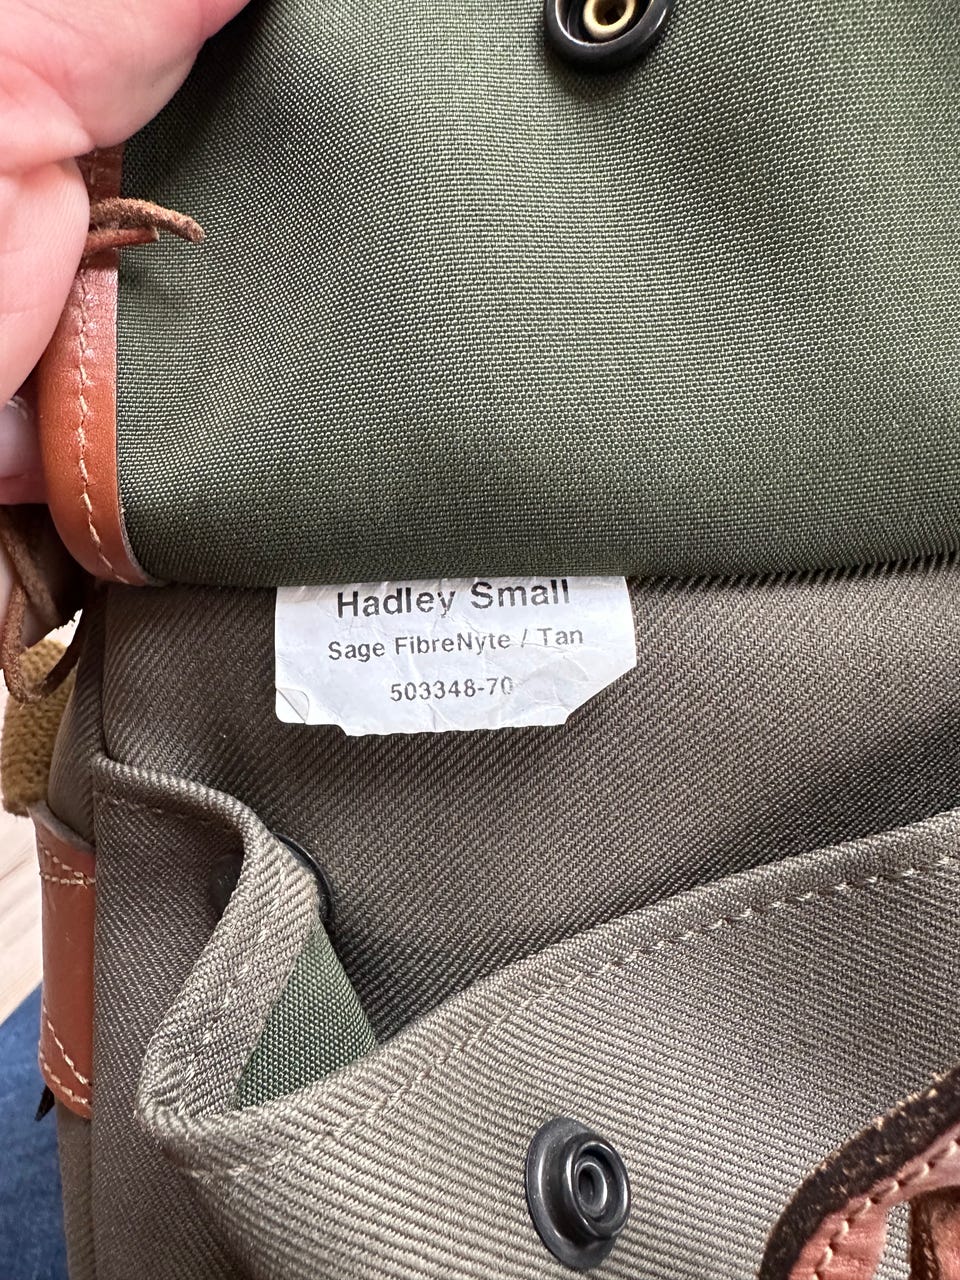 Hadley Small
Sage FibreNyte / Tan
503348-70